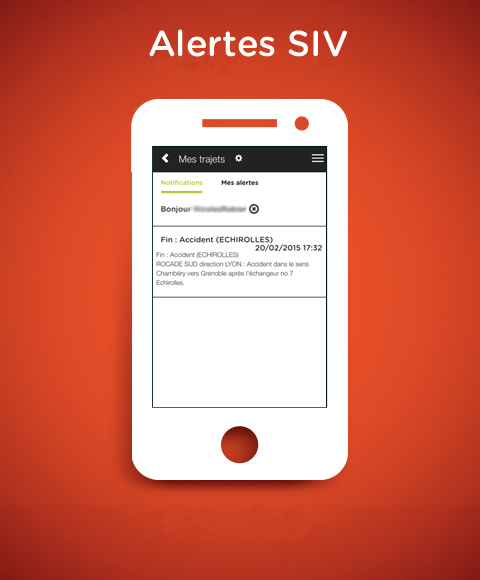 Alertes SIV
Mes trajets
Notifications Mes alertes
Bonjour
Fin : Accident (ECHIROLLES)
20/02/2015 17:32
Fin : Accident (ECHIROLLES)
ROCADE SUD direction LYON : Accident dans le sens
Chambéry vers Grenoble après l'échangeur no 7
Echirolles.